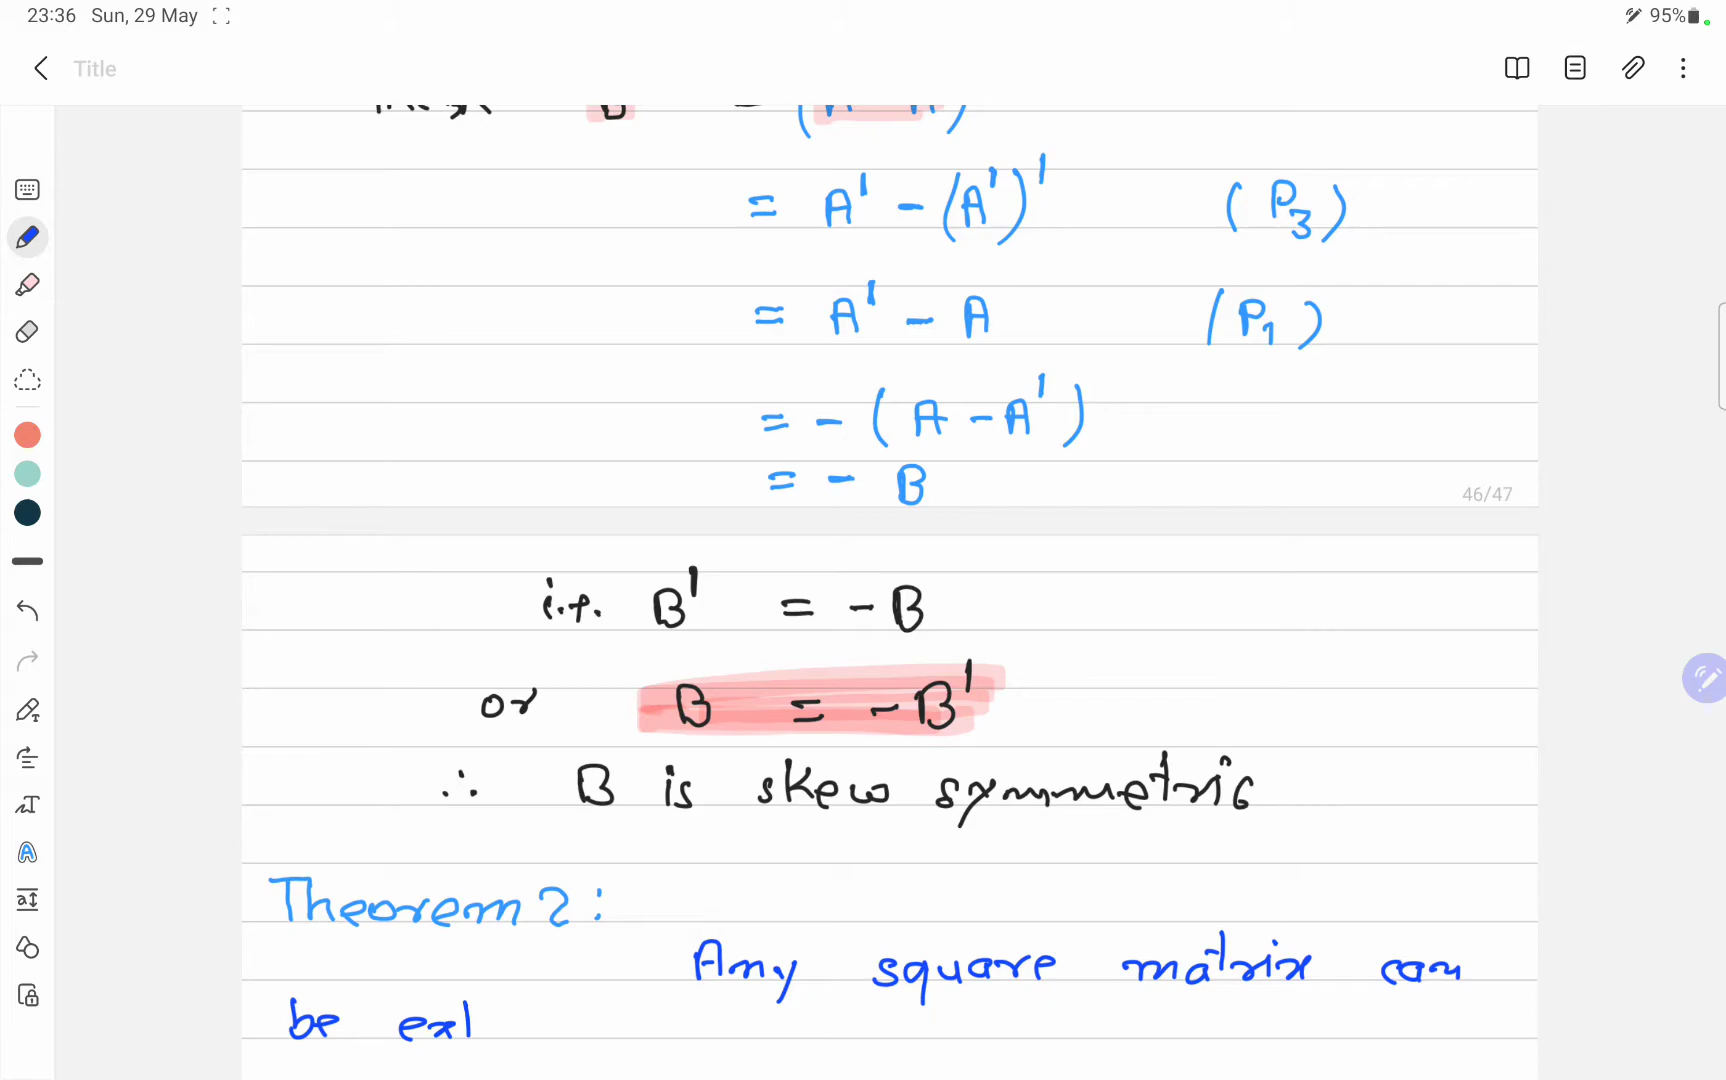 23:36 Sun, 29 May 95%
Title
= A' - (A')' (P3)
= A' - A (P1)
= - ( A - A' )
= - B
46/47
i.e. B' = - B
or B = - B'
∴ B is skew symmetric
Theorem 2:
Any square matrix can
be